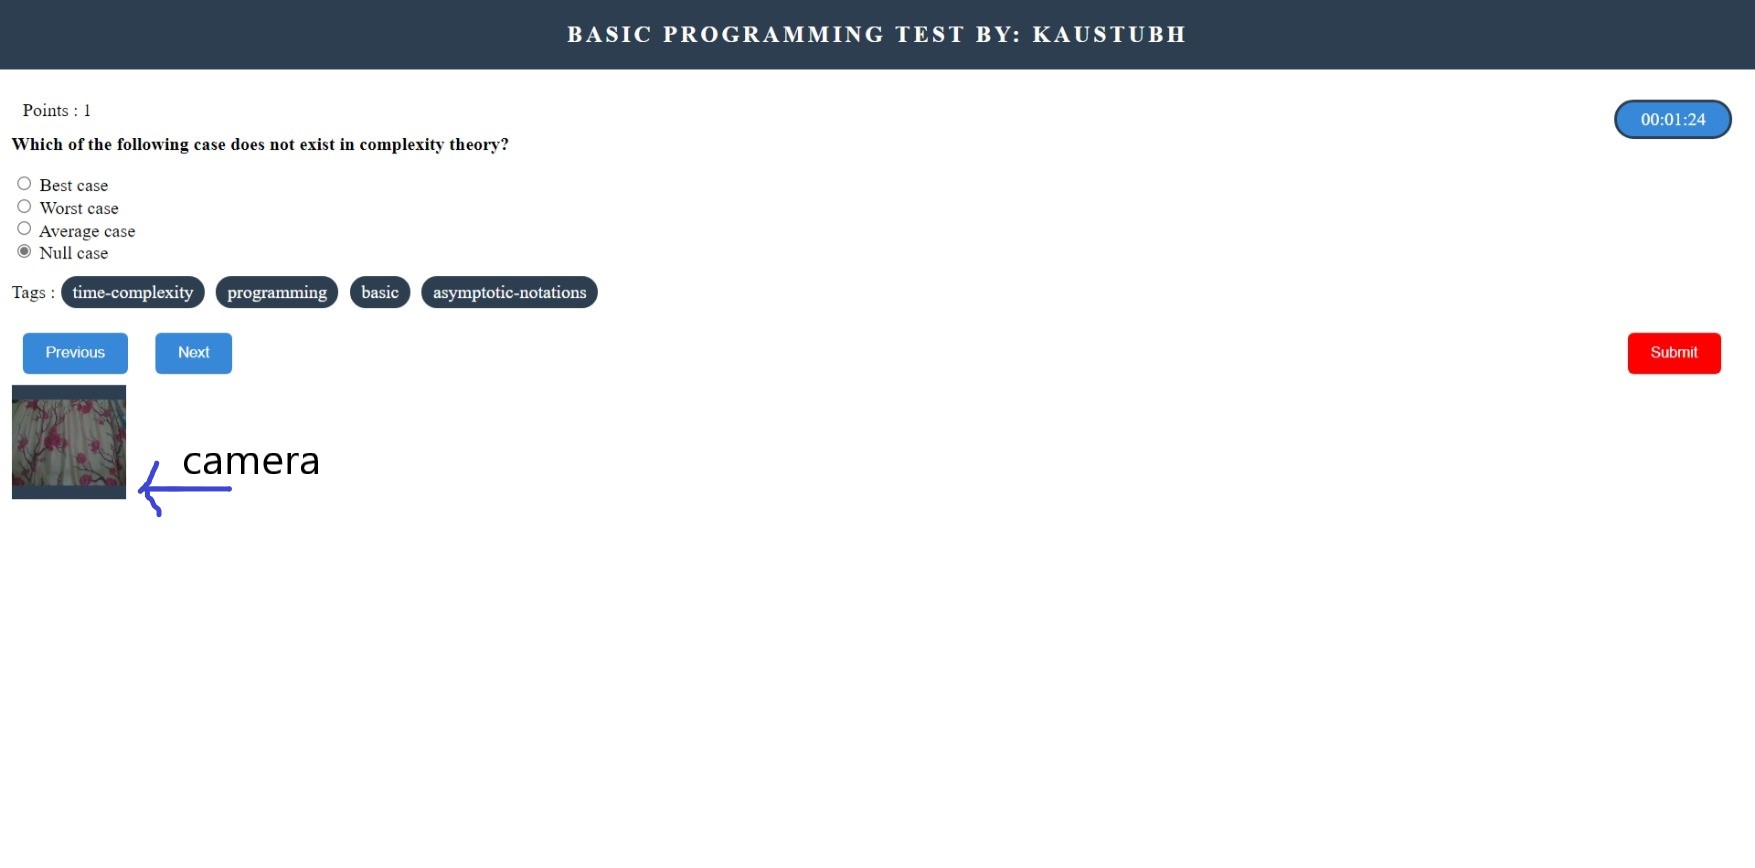 BASIC PROGRAMMING TEST BY: KAUSTUBH
Points : 1
00:01:24
Which of the following case does not exist in complexity theory?
Best case
Worst case
Average case
Null case
Tags : time-complexity programming basic asymptotic-notations
Previous Next Submit
camera